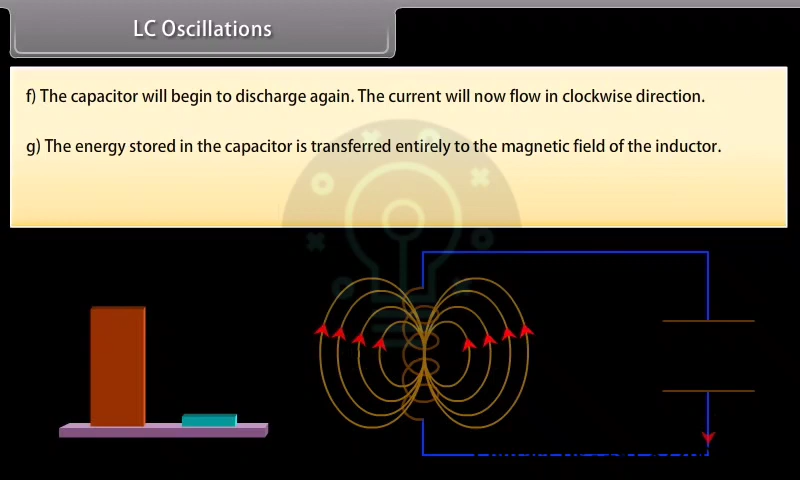 LC Oscillations
f) The capacitor will begin to discharge again. The current will now flow in clockwise direction.
g) The energy stored in the capacitor is transferred entirely to the magnetic field of the inductor.